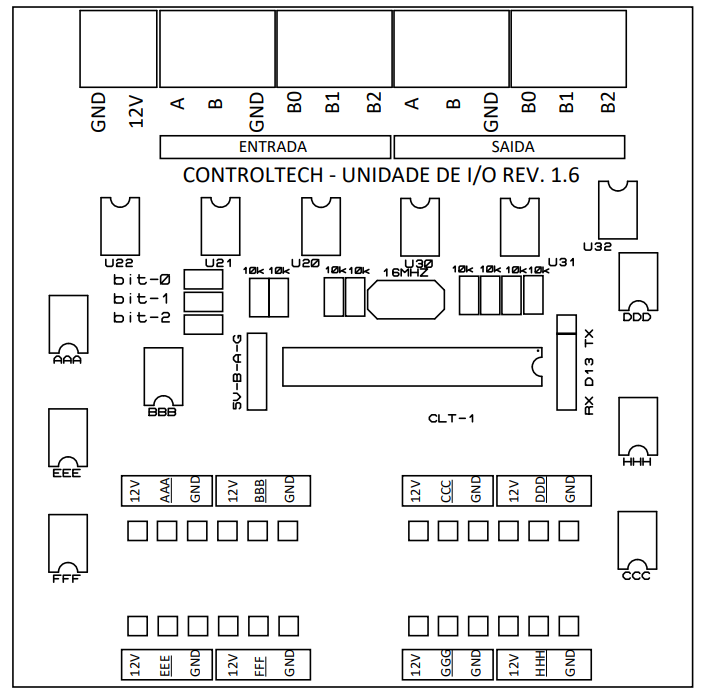 GND 12V A B GND B0 B1 B2 A B GND B0 B1 B2
ENTRADA SAIDA
CONTROLTECH - UNIDADE DE I/O REV. 1.6
U22 U21 U20 U30 U31 U32
bit-0 10k 10k 10k 10k 16MHZ 10k 10k 10k 10k
bit-1
bit-2
DDD
AAA
5V-B-A-G
RX D13 TX
BBB
CLT-1
EEE
HHH
12V AAA GND 12V BBB GND 12V CCC GND 12V DDD GND
FFF
CCC
12V EEE GND 12V FFF GND 12V GGG GND 12V HHH GND